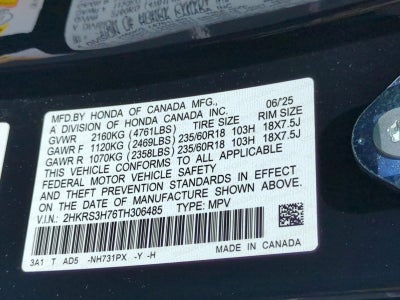 MFD.BY HONDA OF CANADA MFG., 06/25
A DIVISION OF HONDA CANADA INC.
GVWR 2160KG (4761LBS) TIRE SIZE RIM SIZE
GAWR F 1120KG (2469LBS) 235/60R18 103H 18X7.5J
GAWR R 1070KG (2358LBS) 235/60R18 103H 18X7.5J
THIS VEHICLE CONFORMS TO ALL APPLICABLE
FEDERAL MOTOR VEHICLE SAFETY, BUMPER,
AND THEFT PREVENTION STANDARDS IN EFFECT
ON THE DATE OF MANUFACTURE SHOWN ABOVE.
V.I.N.: 2HKRS3H76TH306485 TYPE: MPV
3A1 T AD5 -NH731PX -Y -H MADE IN CANADA